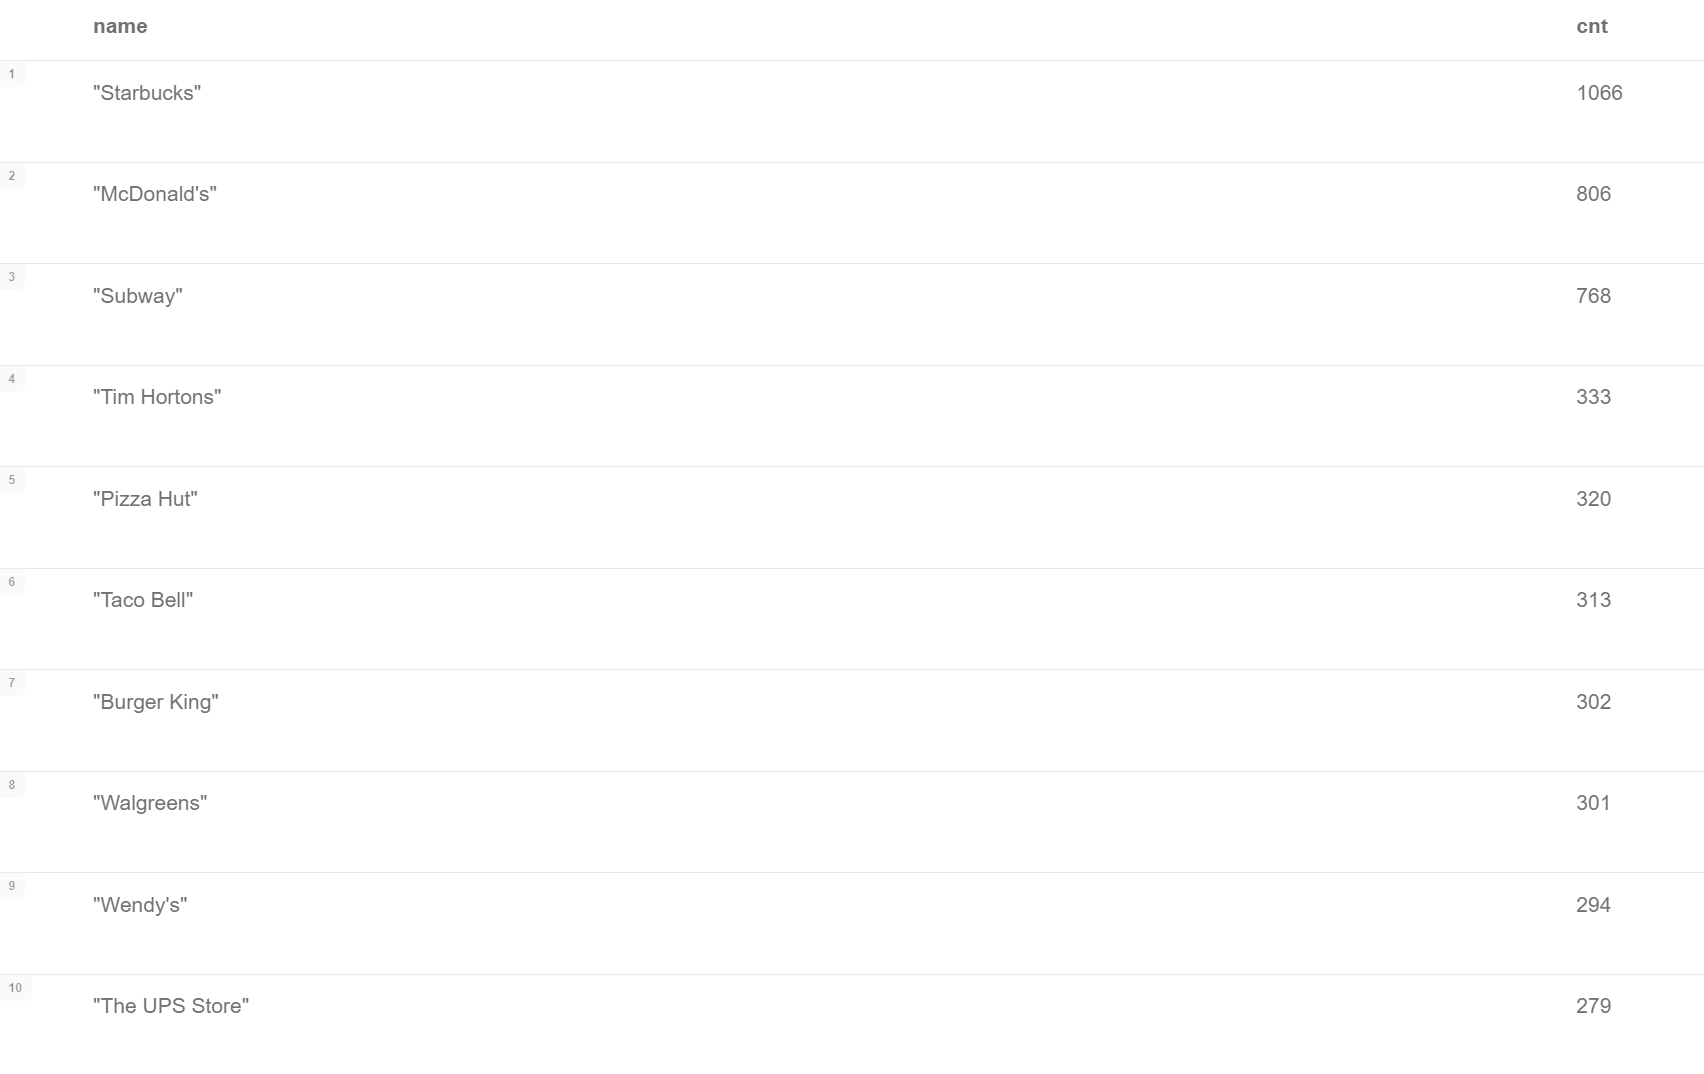 name cnt
1
"Starbucks" 1066
2
"McDonald's" 806
3
"Subway" 768
4
"Tim Hortons" 333
5
"Pizza Hut" 320
6
"Taco Bell" 313
7
"Burger King" 302
8
"Walgreens" 301
9
"Wendy's" 294
10
"The UPS Store" 279